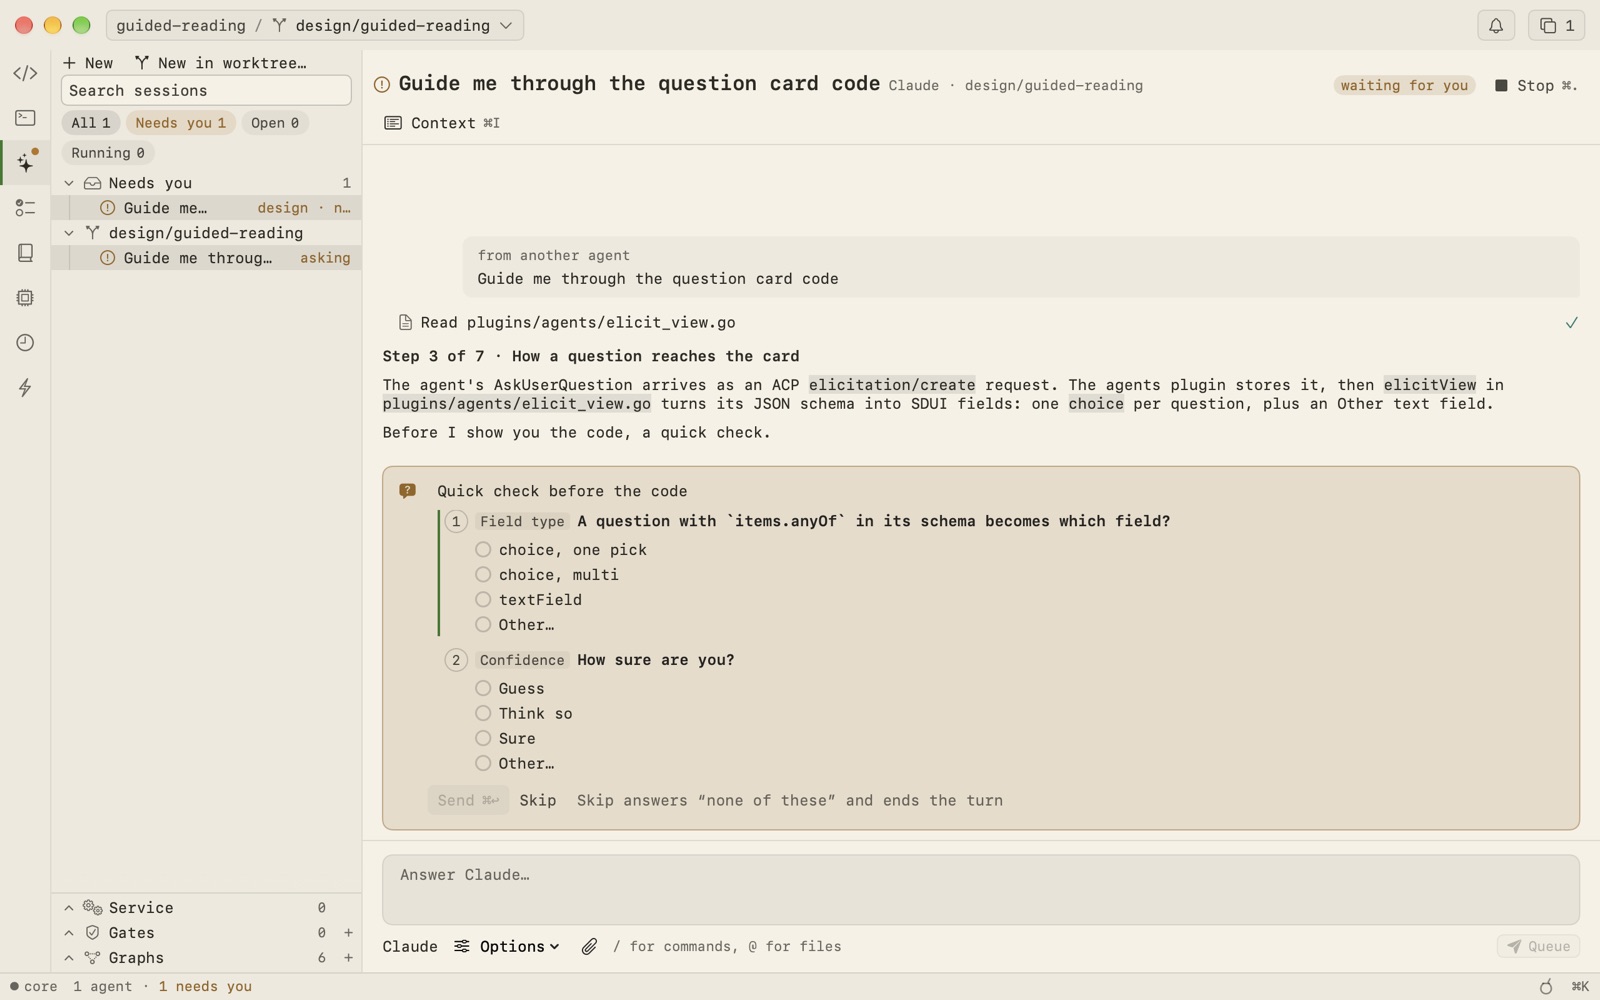 guided-reading / design/guided-reading
1
+ New New in worktree…
Search sessions
All 1 Needs you 1 Open 0
Running 0
Needs you 1
Guide me… design · n…
design/guided-reading
Guide me throug… asking
Service 0
Gates 0 +
Graphs 6 +
Guide me through the question card code Claude · design/guided-reading waiting for you Stop ⌘.
Context ⌘I
from another agent
Guide me through the question card code
Read plugins/agents/elicit_view.go
Step 3 of 7 · How a question reaches the card
The agent's AskUserQuestion arrives as an ACP elicitation/create request. The agents plugin stores it, then elicitView in
plugins/agents/elicit_view.go turns its JSON schema into SDUI fields: one choice per question, plus an Other text field.
Before I show you the code, a quick check.
Quick check before the code
1 Field type A question with `items.anyOf` in its schema becomes which field?
choice, one pick
choice, multi
textField
Other…
2 Confidence How sure are you?
Guess
Think so
Sure
Other…
Send ⌘↩ Skip Skip answers “none of these” and ends the turn
Answer Claude…
Claude Options / for commands, @ for files Queue
core 1 agent · 1 needs you ⌘K